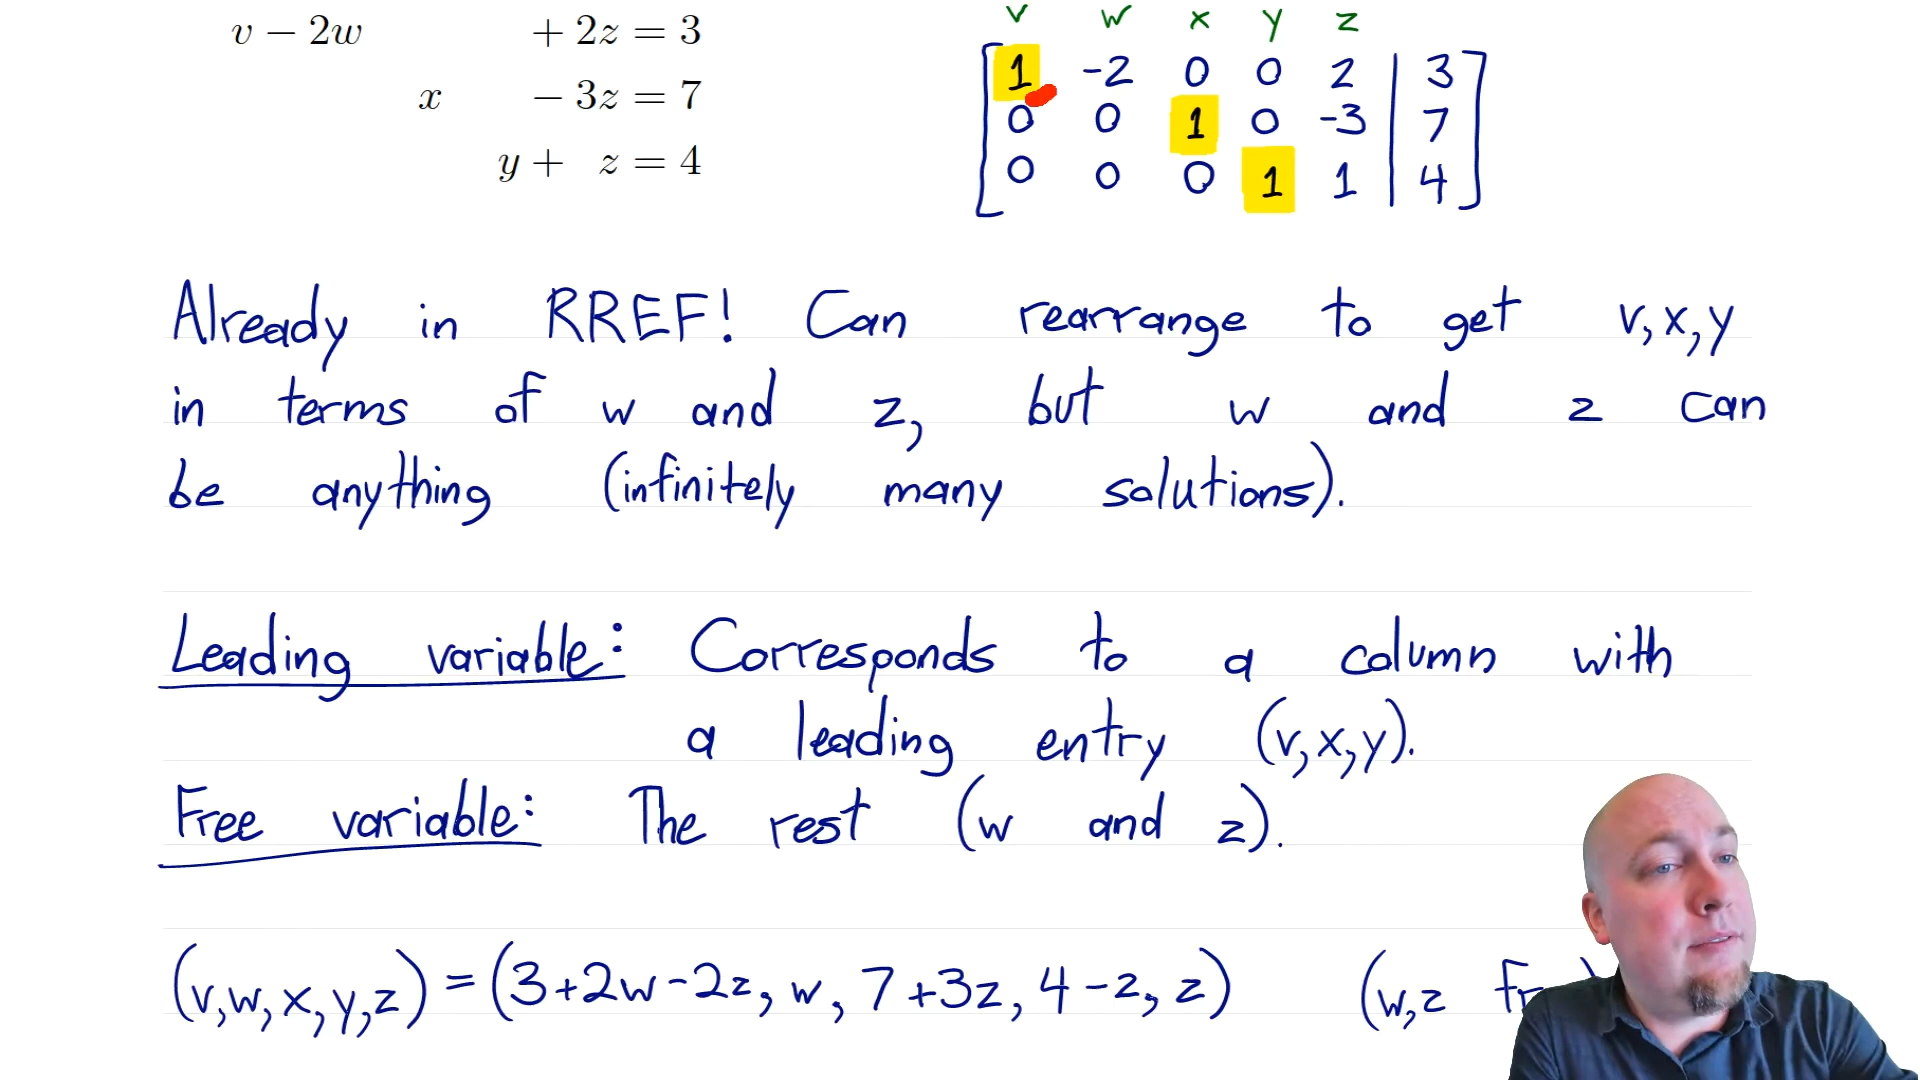 v − 2w + 2z = 3
x − 3z = 7
y + z = 4
v w x y z
1 -2 0 0 2 | 3
0 0 1 0 -3 | 7
0 0 0 1 1 | 4
Already in RREF! Can rearrange to get v, x, y
in terms of w and z, but w and z can
be anything (infinitely many solutions).
Leading variable: Corresponds to a column with
a leading entry (v, x, y).
Free variable: The rest (w and z).
(v, w, x, y, z) = (3+2w-2z, w, 7+3z, 4-z, z) (w, z